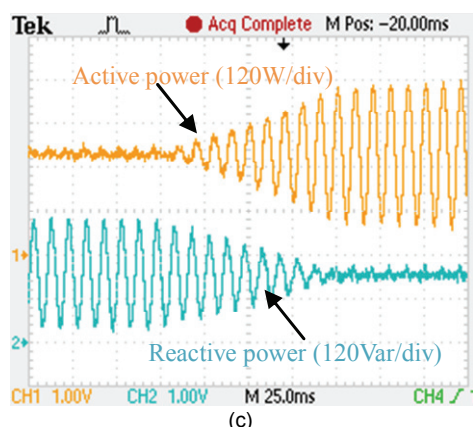 Tek Acq Complete M Pos: -20.00ms
Active power (120W/div)
1
2
Reactive power (120Var/div)
CH1 1.00V CH2 1.00V M 25.0ms CH4
(c)